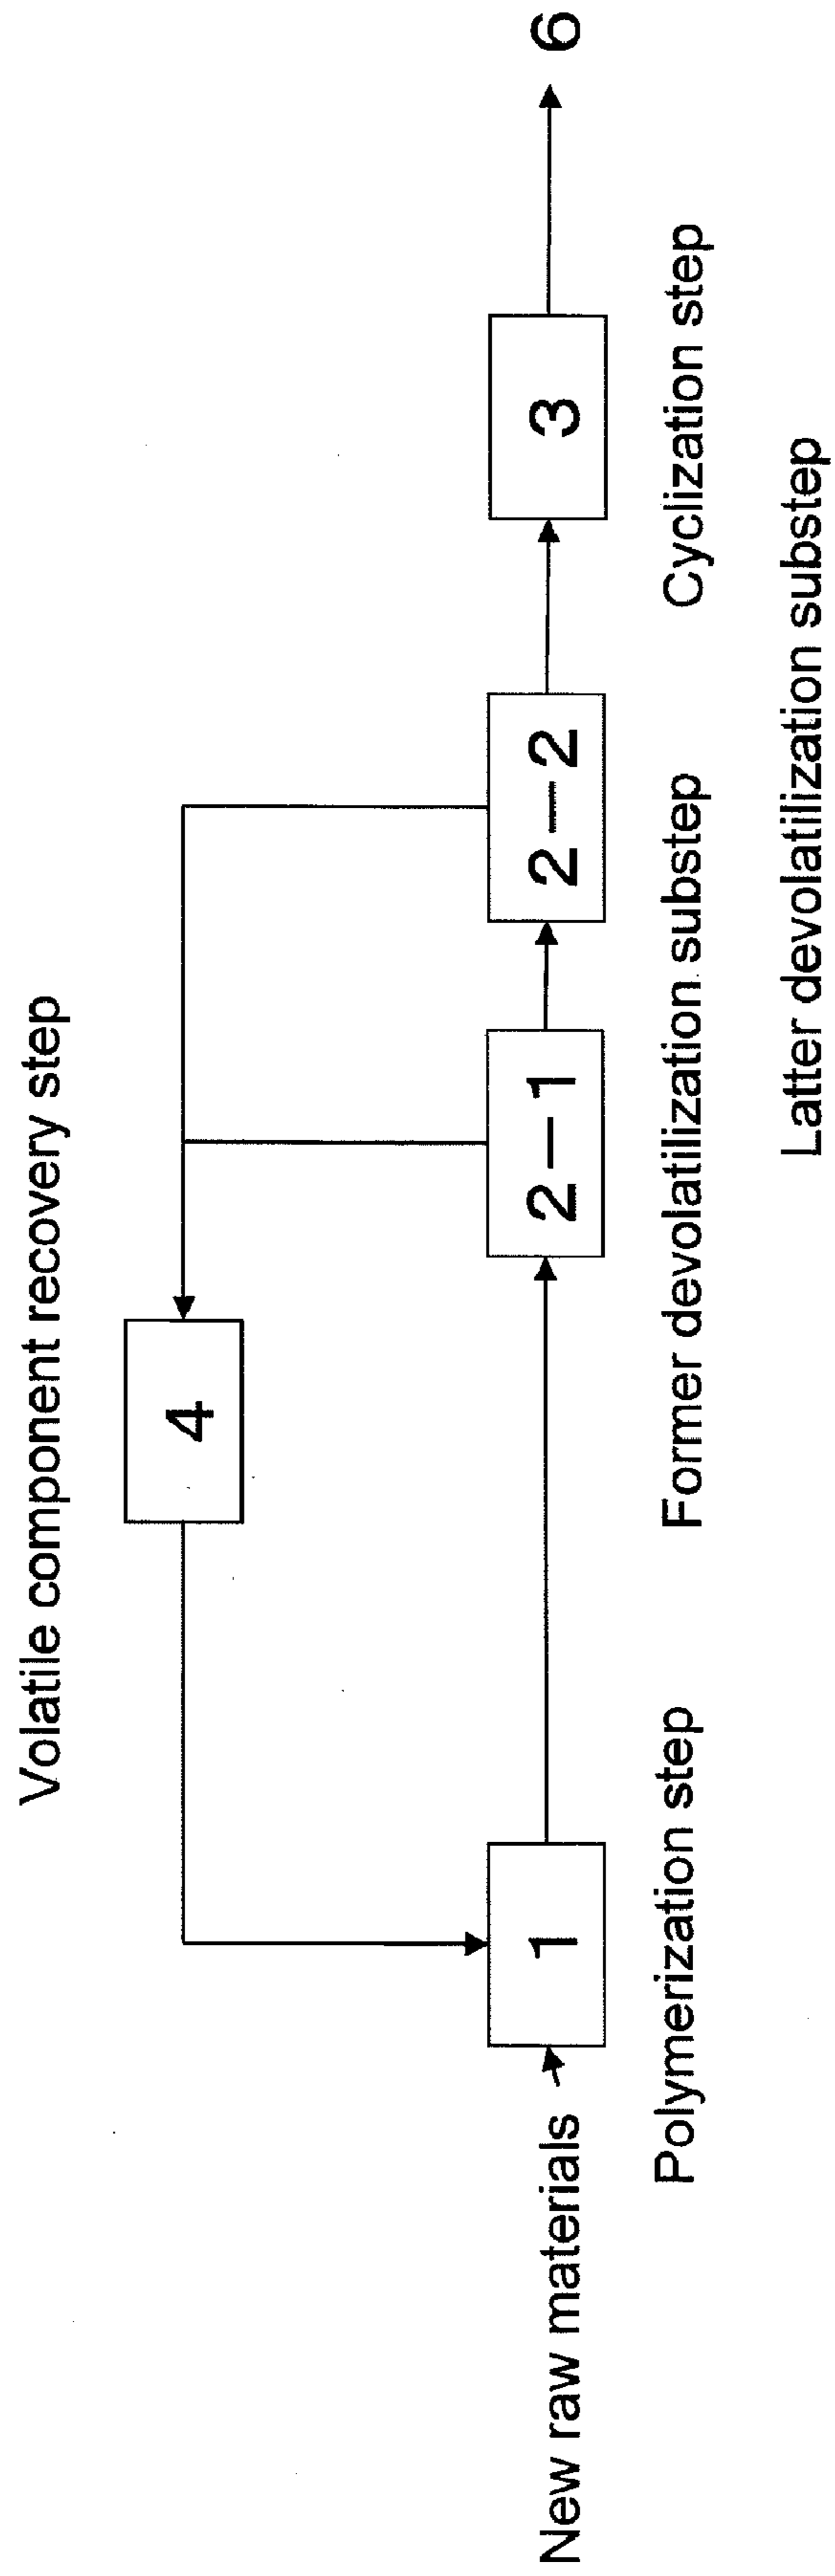 Volatile component recovery step
4
New raw materials
1
2-1
2-2
3
6
Polymerization step
Former devolatilization substep
Cyclization step
Latter devolatilization substep